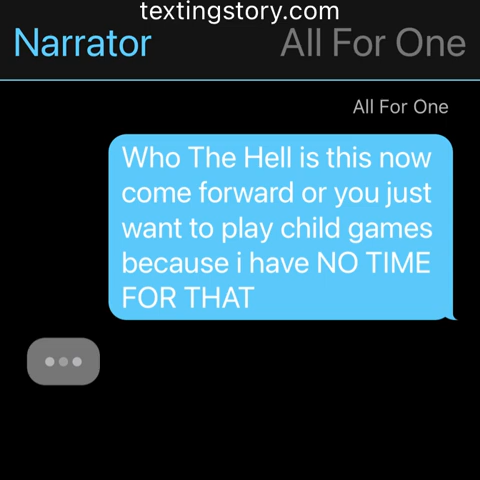 textingstory.com
Narrator All For One
All For One
Who The Hell is this now
come forward or you just
want to play child games
because i have NO TIME
FOR THAT